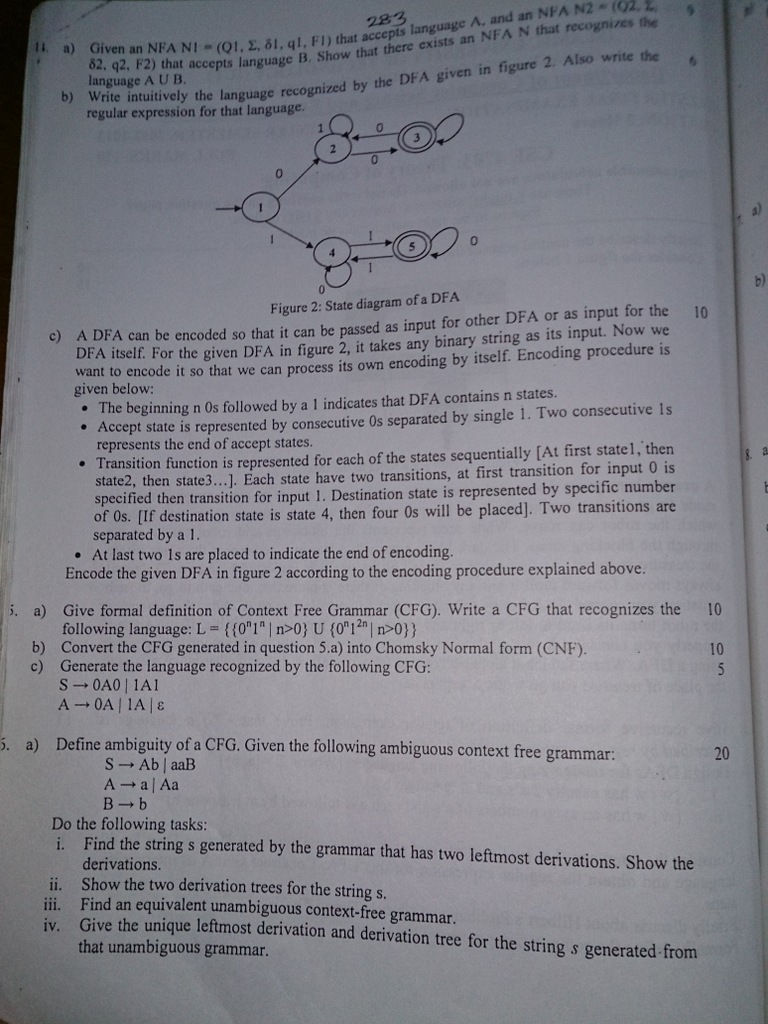 283
11. a) Given an NFA N1 = (Q1, Σ, δ1, q1, F1) that accepts language A, and an NFA N2 = (Q2, Σ, 5
δ2, q2, F2) that accepts language B. Show that there exists an NFA N that recognizes the
language A U B.
b) Write intuitively the language recognized by the DFA given in figure 2. Also write the
regular expression for that language.
1 0
2 3
0
0
1
1
1
4 5 0
1
0
Figure 2: State diagram of a DFA
c) A DFA can be encoded so that it can be passed as input for other DFA or as input for the 10
DFA itself. For the given DFA in figure 2, it takes any binary string as its input. Now we
want to encode it so that we can process its own encoding by itself. Encoding procedure is
given below:
• The beginning n 0s followed by a 1 indicates that DFA contains n states.
• Accept state is represented by consecutive 0s separated by single 1. Two consecutive 1s
represents the end of accept states.
• Transition function is represented for each of the states sequentially [At first state1, then
state2, then state3...]. Each state have two transitions, at first transition for input 0 is
specified then transition for input 1. Destination state is represented by specific number
of 0s. [If destination state is state 4, then four 0s will be placed]. Two transitions are
separated by a 1.
• At last two 1s are placed to indicate the end of encoding.
Encode the given DFA in figure 2 according to the encoding procedure explained above.
5. a) Give formal definition of Context Free Grammar (CFG). Write a CFG that recognizes the 10
following language: L = {{0ⁿ1ⁿ | n>0} U {0ⁿ1²ⁿ | n>0}}
b) Convert the CFG generated in question 5.a) into Chomsky Normal form (CNF). 10
c) Generate the language recognized by the following CFG: 5
S → 0A0 | 1A1
A → 0A | 1A | ε
6. a) Define ambiguity of a CFG. Given the following ambiguous context free grammar: 20
S → Ab | aaB
A → a | Aa
B → b
Do the following tasks:
i. Find the string s generated by the grammar that has two leftmost derivations. Show the
derivations.
ii. Show the two derivation trees for the string s.
iii. Find an equivalent unambiguous context-free grammar.
iv. Give the unique leftmost derivation and derivation tree for the string s generated from
that unambiguous grammar.
a)
b)
8. a